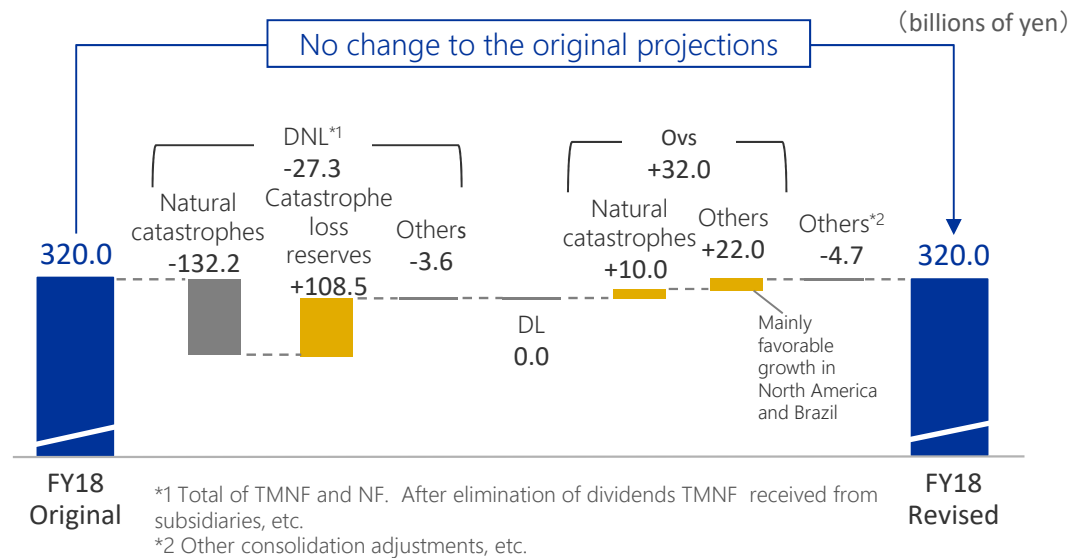 (billions of yen)
No change to the original projections
DNL*1
-27.3
Natural
catastrophes
-132.2
Catastrophe
loss
reserves
+108.5
Others
-3.6
DL
0.0
Ovs
+32.0
Natural
catastrophes
+10.0
Others
+22.0
Mainly
favorable
growth in
North America
and Brazil
Others*2
-4.7
320.0
320.0
FY18
Original
FY18
Revised
*1 Total of TMNF and NF. After elimination of dividends TMNF received from
subsidiaries, etc.
*2 Other consolidation adjustments, etc.